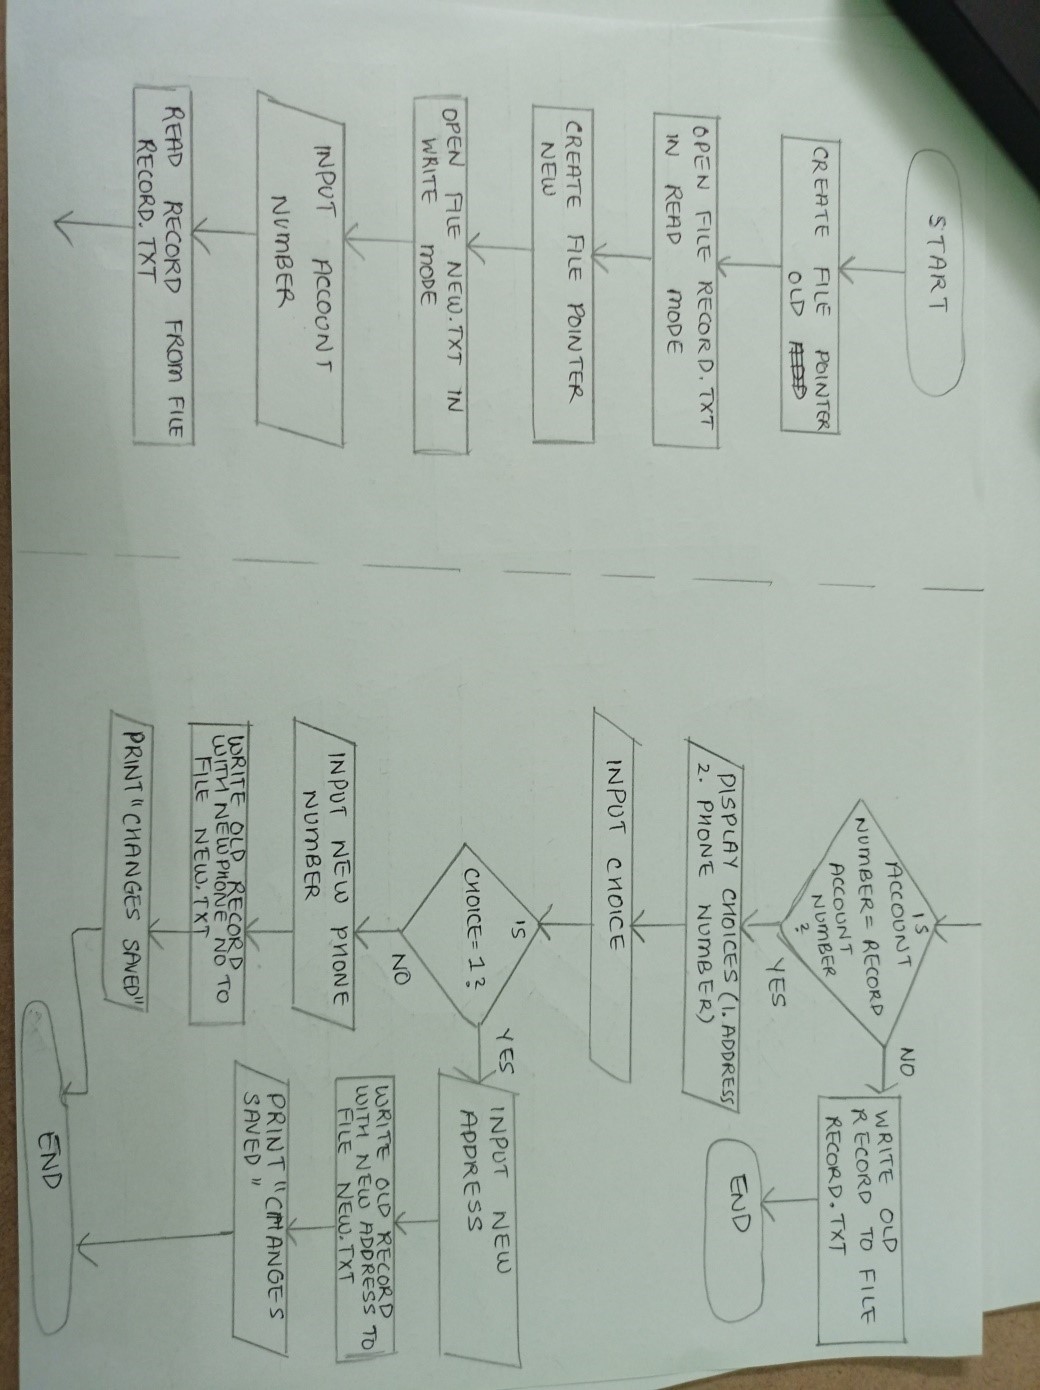 START
CREATE FILE POINTER
OLD
OPEN FILE RECORD.TXT
IN READ MODE
CREATE FILE POINTER
NEW
OPEN FILE NEW.TXT IN
WRITE MODE
INPUT ACCOUNT
NUMBER
READ RECORD FROM FILE
RECORD.TXT
IS
ACCOUNT
NUMBER = RECORD
ACCOUNT
NUMBER
?
NO
WRITE OLD
RECORD TO FILE
RECORD.TXT
END
YES
DISPLAY CHOICES (1. ADDRESS
2. PHONE NUMBER)
INPUT CHOICE
IS
CHOICE = 1?
YES
INPUT NEW
ADDRESS
WRITE OLD RECORD
WITH NEW ADDRESS TO
FILE NEW.TXT
PRINT "CHANGES
SAVED"
NO
INPUT NEW PHONE
NUMBER
WRITE OLD RECORD
WITH NEW PHONE NO TO
FILE NEW.TXT
PRINT "CHANGES SAVED"
END